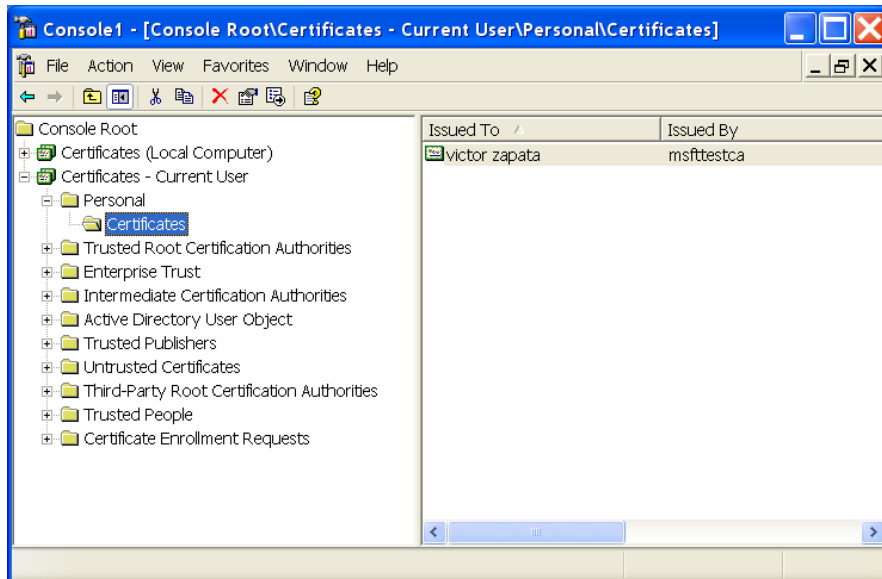 Console1 - [Console Root\Certificates - Current User\Personal\Certificates]
File Action View Favorites Window Help
Console Root
Certificates (Local Computer)
Certificates - Current User
Personal
Certificates
Trusted Root Certification Authorities
Enterprise Trust
Intermediate Certification Authorities
Active Directory User Object
Trusted Publishers
Untrusted Certificates
Third-Party Root Certification Authorities
Trusted People
Certificate Enrollment Requests
Issued To Issued By
victor zapata msfttestca